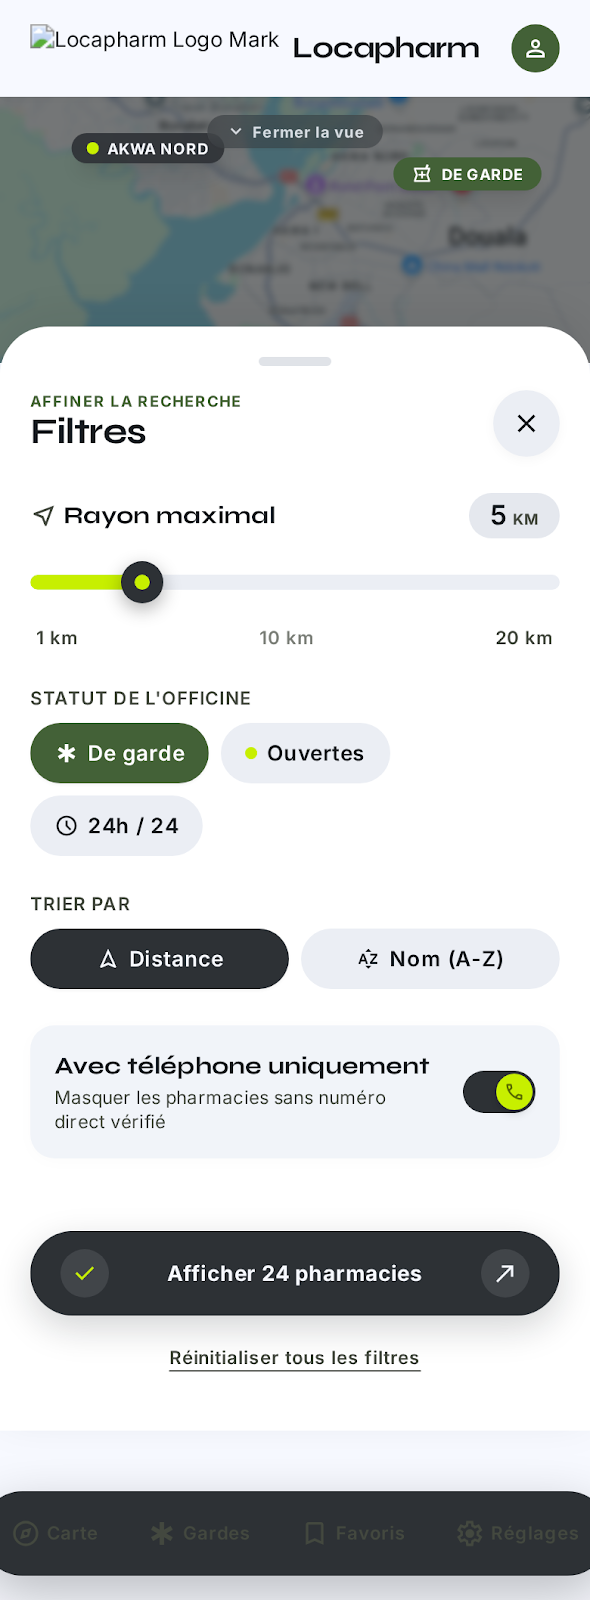 Locapharm Logo Mark
Locapharm
Fermer la vue
AKWA NORD
DE GARDE
Douala
AFFINER LA RECHERCHE
Filtres
Rayon maximal
5 KM
1 km
10 km
20 km
STATUT DE L'OFFICINE
De garde
Ouvertes
24h / 24
TRIER PAR
Distance
AZ
Nom (A-Z)
Avec téléphone uniquement
Masquer les pharmacies sans numéro
direct vérifié
Afficher 24 pharmacies
Réinitialiser tous les filtres
Carte
Gardes
Favoris
Réglages